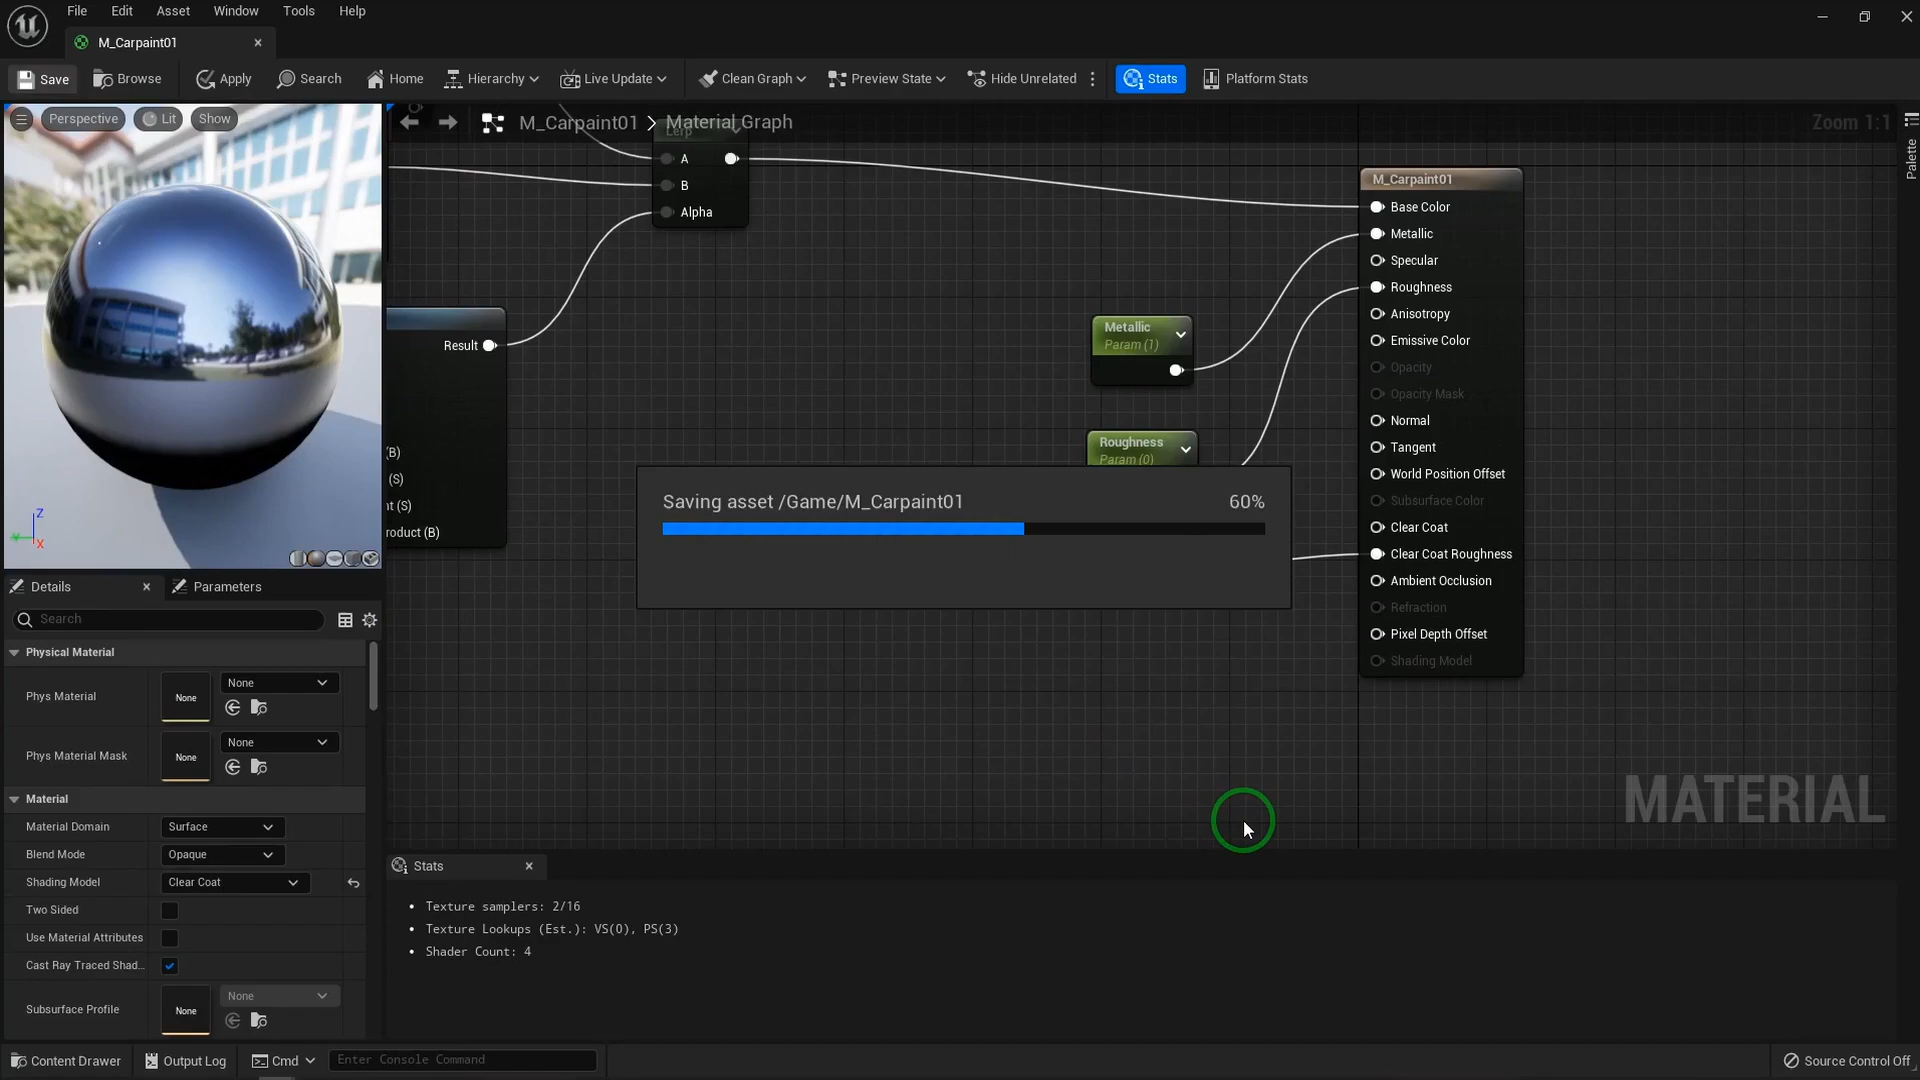 File Edit Asset Window Tools Help
M_Carpaint01
Save Browse Apply Search Home Hierarchy Live Update Clean Graph Preview State Hide Unrelated Stats Platform Stats
Perspective Lit Show
M_Carpaint01 > Material Graph
Zoom 1:1
Palette
Lerp
A
B
Alpha
Result
(B)
(S)
nt (S)
roduct (B)
Metallic
Param (1)
Roughness
Param (0)
M_Carpaint01
Base Color
Metallic
Specular
Roughness
Anisotropy
Emissive Color
Opacity
Opacity Mask
Normal
Tangent
World Position Offset
Subsurface Color
Clear Coat
Clear Coat Roughness
Ambient Occlusion
Refraction
Pixel Depth Offset
Shading Model
Saving asset /Game/M_Carpaint01 60%
MATERIAL
Z
Y
X
Details Parameters
Search
Physical Material
Phys Material None None
Phys Material Mask None None
Material
Material Domain Surface
Blend Mode Opaque
Shading Model Clear Coat
Two Sided
Use Material Attributes
Cast Ray Traced Shad...
Subsurface Profile None None
Stats
Texture samplers: 2/16
Texture Lookups (Est.): VS(0), PS(3)
Shader Count: 4
Content Drawer Output Log Cmd Enter Console Command Source Control Off